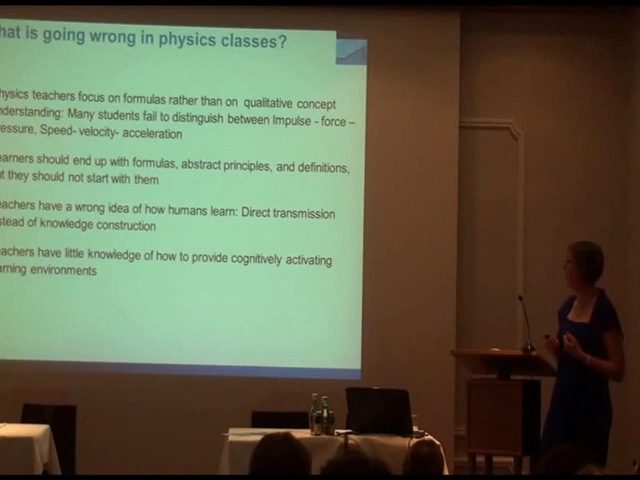 hat is going wrong in physics classes?
hysics teachers focus on formulas rather than on qualitative concept
nderstanding: Many students fail to distinguish between Impulse - force –
essure, Speed- velocity- acceleration
earners should end up with formulas, abstract principles, and definitions,
ut they should not start with them
eachers have a wrong idea of how humans learn: Direct transmission
stead of knowledge construction
eachers have little knowledge of how to provide cognitively activating
arning environments